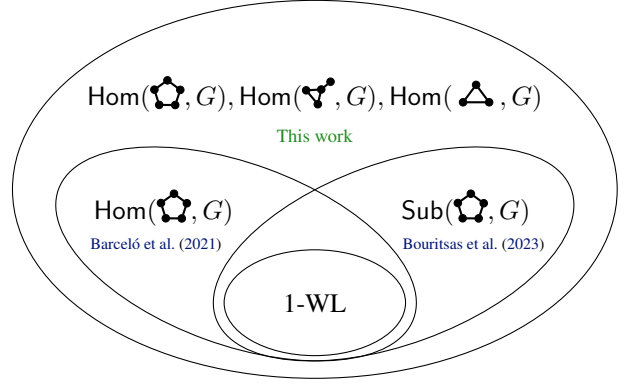 Hom( , G), Hom( , G), Hom( , G)
This work
Hom( , G)
Barceló et al. (2021)
Sub( , G)
Bouritsas et al. (2023)
1-WL